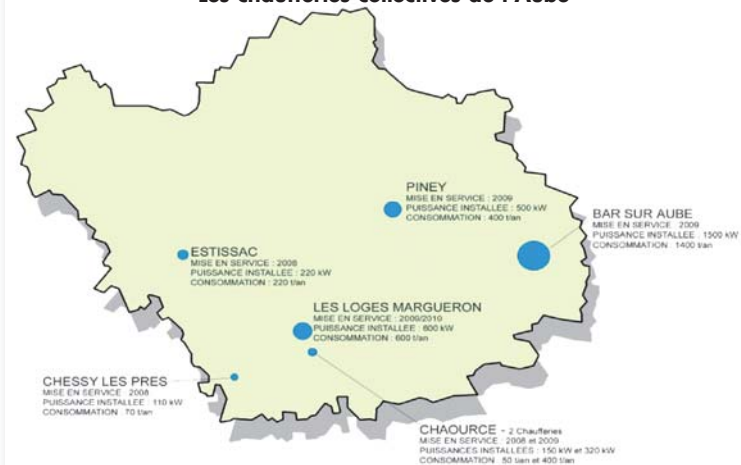 Les chaufferies collectives de l'Aube
PINEY
MISE EN SERVICE : 2009
PUISSANCE INSTALLEE : 500 kW
CONSOMMATION : 400 t/an
BAR SUR AUBE
MISE EN SERVICE : 2009
PUISSANCE INSTALLEE : 1500 kW
CONSOMMATION : 1400 t/an
ESTISSAC
MISE EN SERVICE : 2008
PUISSANCE INSTALLEE : 220 kW
CONSOMMATION : 220 t/an
LES LOGES MARGUERON
MISE EN SERVICE : 2009/2010
PUISSANCE INSTALLEE : 600 kW
CONSOMMATION : 600 t/an
CHESSY LES PRES
MISE EN SERVICE : 2008
PUISSANCE INSTALLEE : 110 kW
CONSOMMATION : 70 t/an
CHAOURCE - 2 Chaufferies
MISE EN SERVICE : 2008 et 2009
PUISSANCES INSTALLEES : 150 kW et 320 kW
CONSOMMATION : 50 t/an et 400 t/an